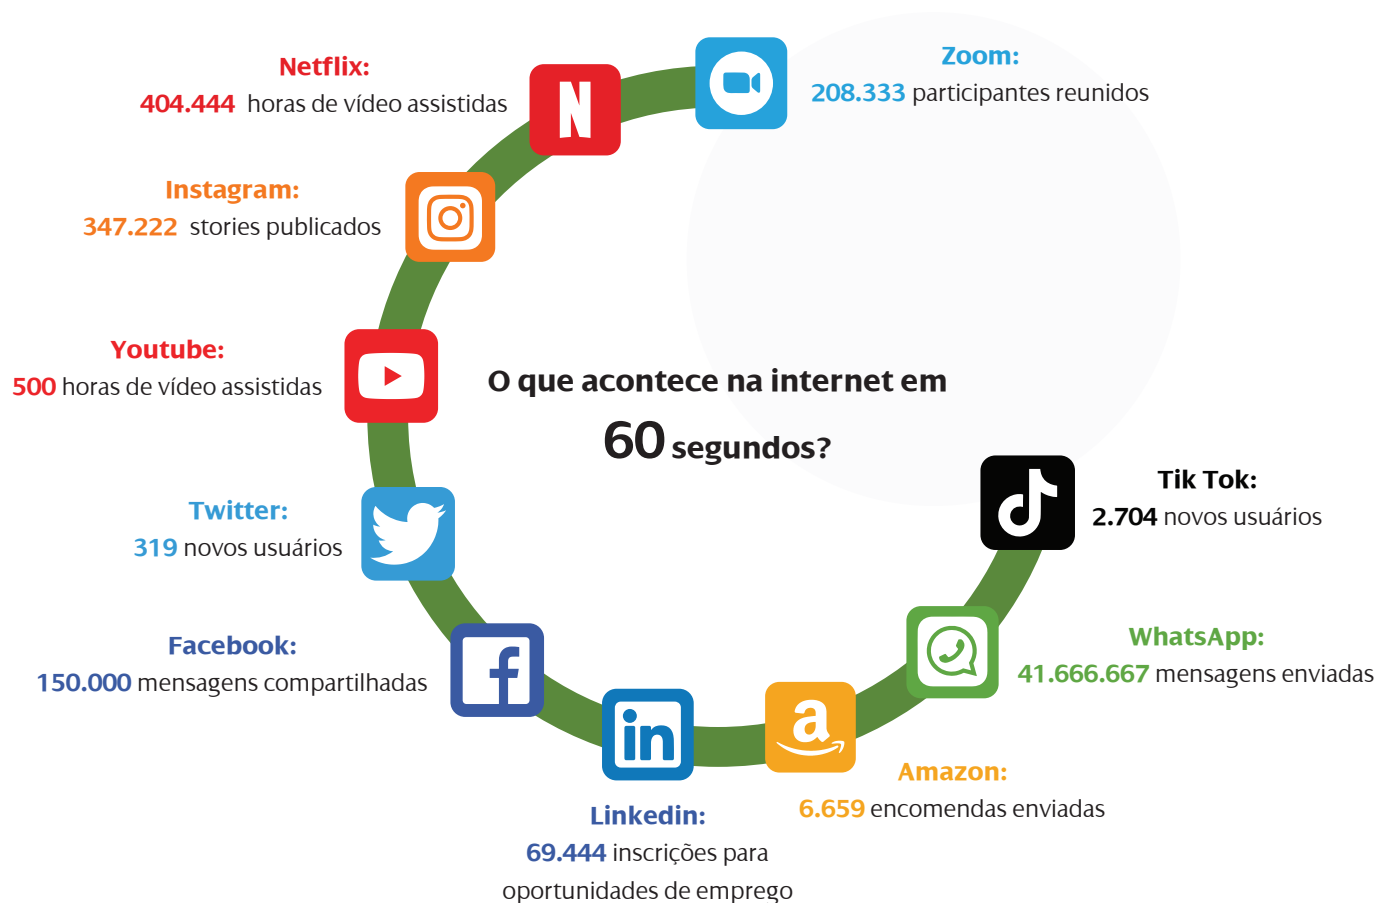 O que acontece na internet em
60 segundos?
Zoom:
208.333 participantes reunidos
Netflix:
404.444 horas de vídeo assistidas
Instagram:
347.222 stories publicados
Youtube:
500 horas de vídeo assistidas
Twitter:
319 novos usuários
Facebook:
150.000 mensagens compartilhadas
in
Linkedin:
69.444 inscrições para
oportunidades de emprego
a
Amazon:
6.659 encomendas enviadas
WhatsApp:
41.666.667 mensagens enviadas
Tik Tok:
2.704 novos usuários
N
f